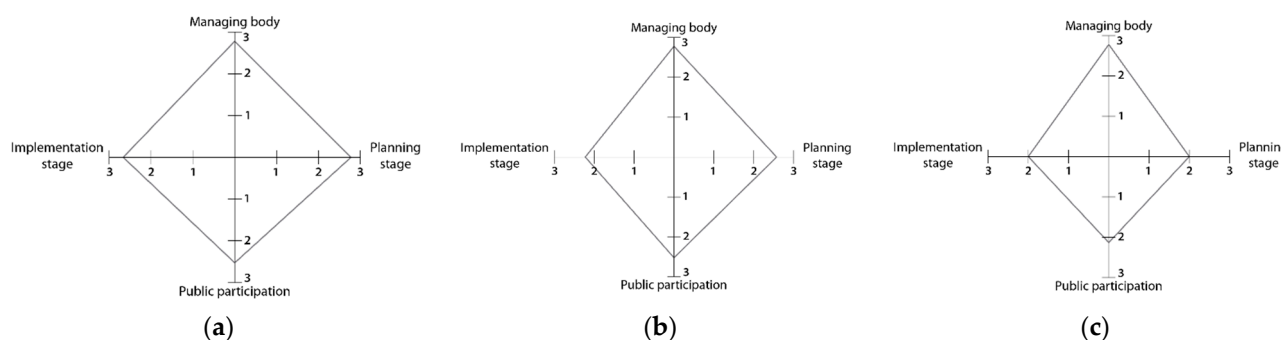 Managing body
3
2
1
Implementation
stage
Planning
stage
3 2 1 1 2 3
1
2
3
Public participation
(a)
Managing body
3
2
1
Implementation
stage
Planning
stage
3 2 1 1 2 3
1
2
3
Public participation
(b)
Managing body
3
2
1
Implementation
stage
Plannin
stage
3 2 1 1 2 3
1
2
3
Public participation
(c)